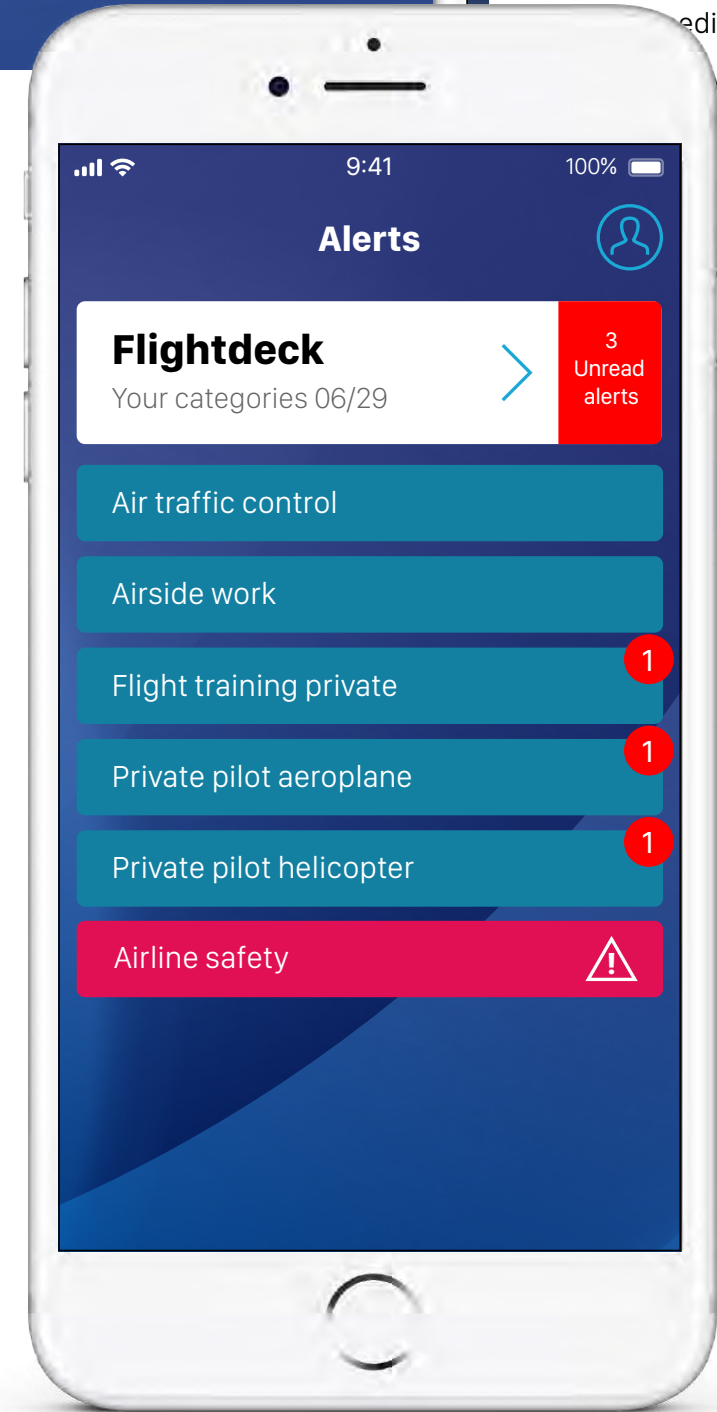 9:41
100%
Alerts
Flightdeck
Your categories 06/29
3
Unread
alerts
Air traffic control
Airside work
Flight training private
1
Private pilot aeroplane
1
Private pilot helicopter
1
Airline safety